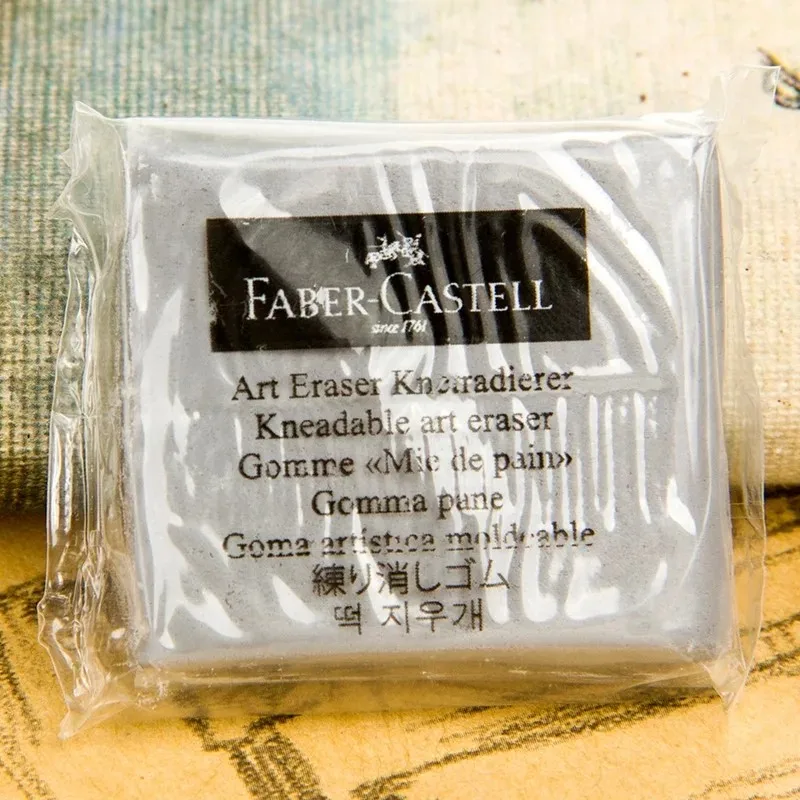 FABER-CASTELL
since 1761
Art Eraser Knetradierer
Kneadable art eraser
Gomme «Mie de pain»
Gomma pane
Goma artística moldeable
練り消しゴム
떡 지우개